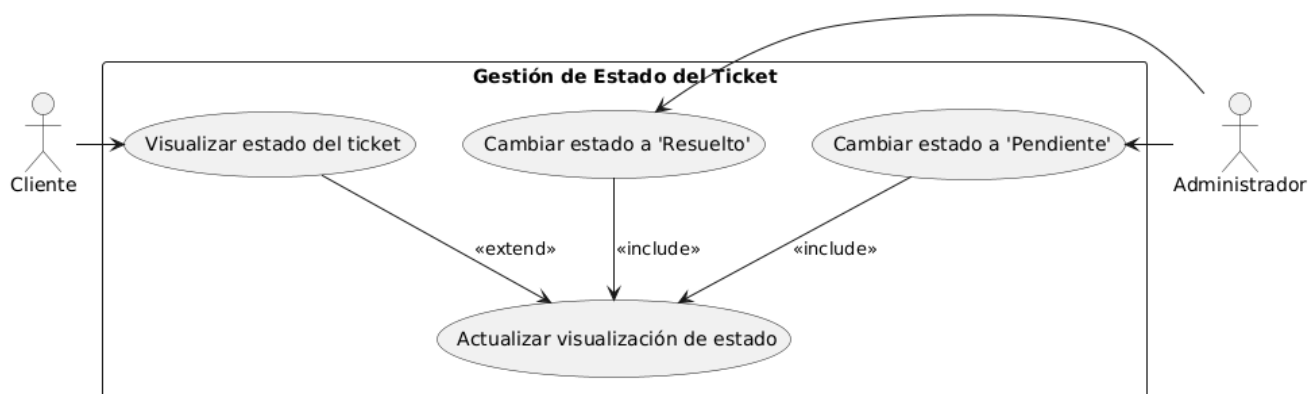 Gestión de Estado del Ticket
Cliente
Visualizar estado del ticket
Cambiar estado a 'Resuelto'
Cambiar estado a 'Pendiente'
Administrador
«extend»
«include»
«include»
Actualizar visualización de estado